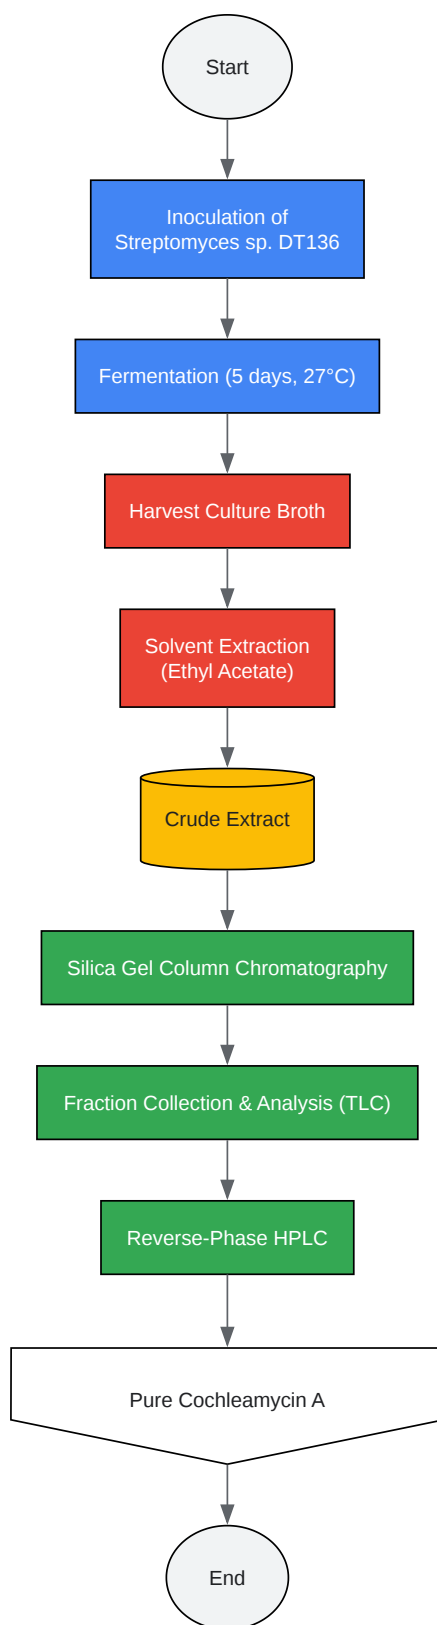 Start
Inoculation of
Streptomyces sp. DT136
Fermentation (5 days, 27°C)
Harvest Culture Broth
Solvent Extraction
(Ethyl Acetate)
Crude Extract
Silica Gel Column Chromatography
Fraction Collection & Analysis (TLC)
Reverse-Phase HPLC
Pure Cochleamycin A
End